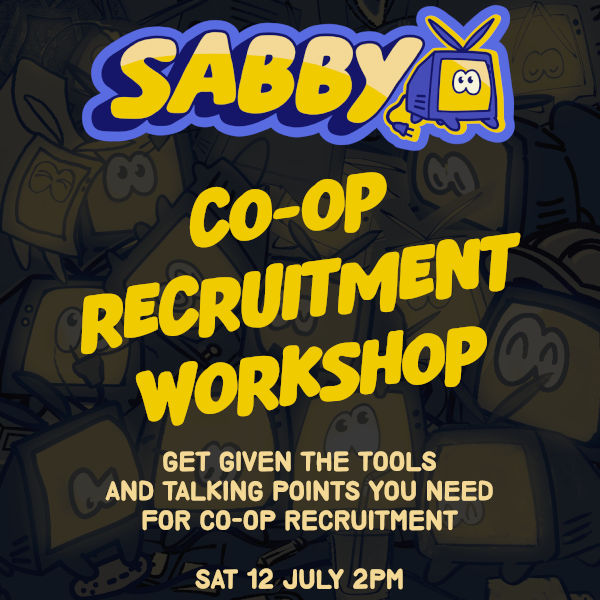 SABBY
CO-OP
RECRUITMENT
WORKSHOP
GET GIVEN THE TOOLS
AND TALKING POINTS YOU NEED
FOR CO-OP RECRUITMENT
SAT 12 JULY 2PM